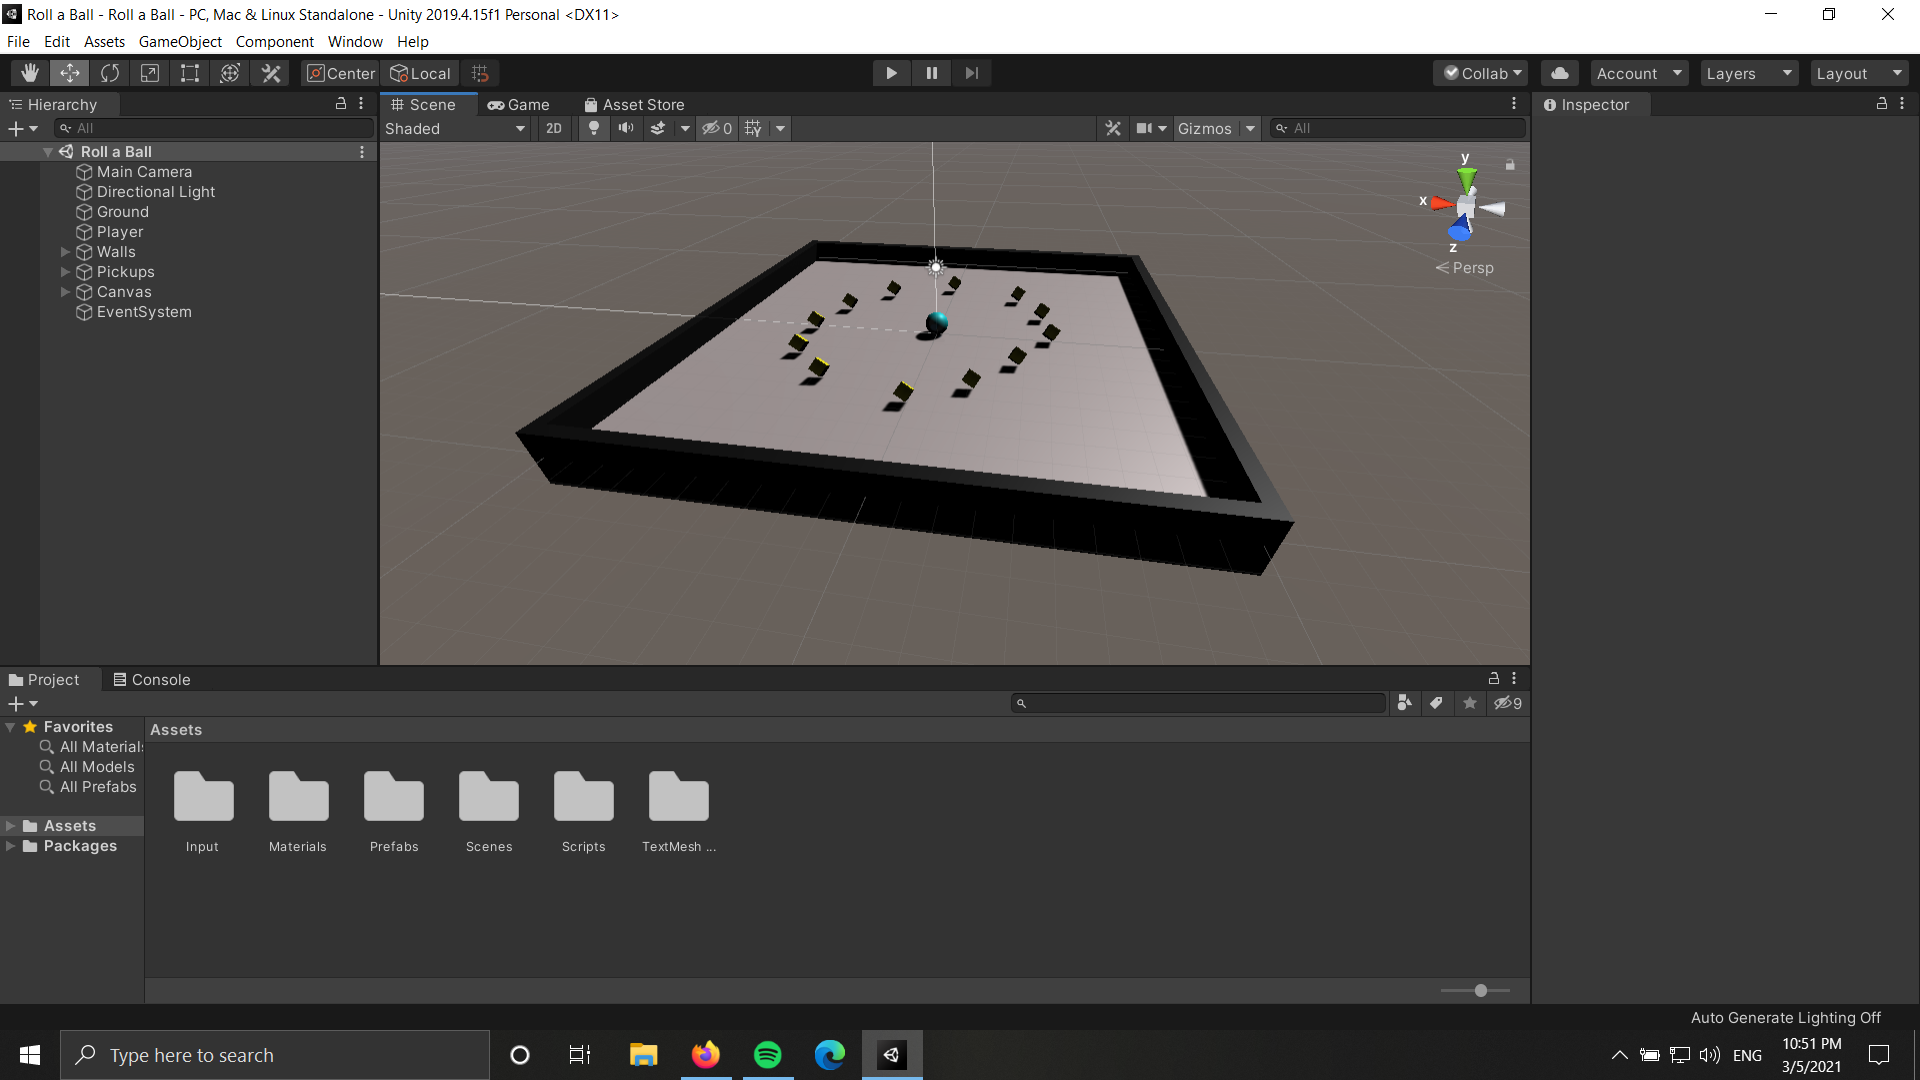 Roll a Ball - Roll a Ball - PC, Mac & Linux Standalone - Unity 2019.4.15f1 Personal <DX11>
File Edit Assets GameObject Component Window Help
Center Local Collab Account Layers Layout
Hierarchy
All
Roll a Ball
Main Camera
Directional Light
Ground
Player
Walls
Pickups
Canvas
EventSystem
Scene Game Asset Store
Shaded 2D 0 Gizmos All
y
x
z
Persp
Inspector
Project Console
9
Favorites
All Materials
All Models
All Prefabs
Assets
Packages
Assets
Input Materials Prefabs Scenes Scripts TextMesh ...
Auto Generate Lighting Off
Type here to search
ENG
10:51 PM
3/5/2021